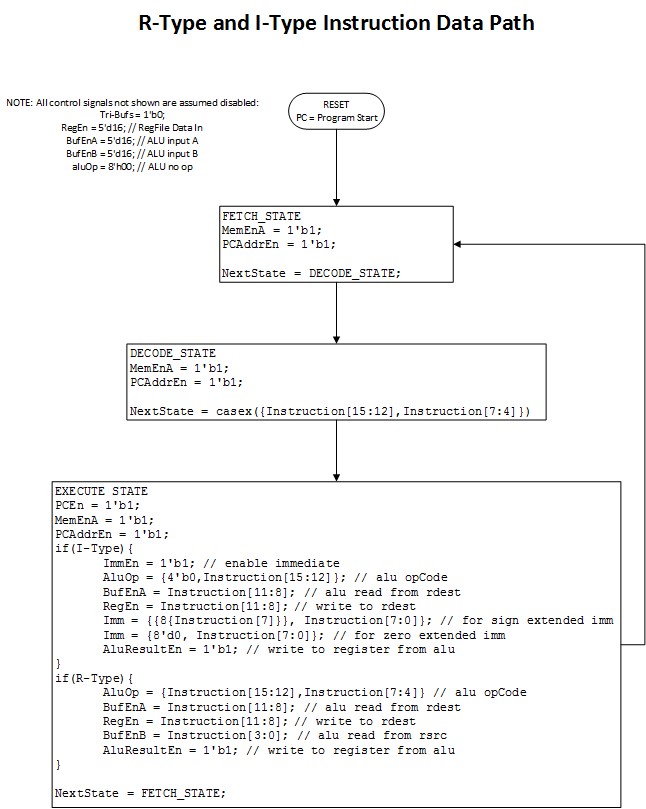 R-Type and I-Type Instruction Data Path
NOTE: All control signals not shown are assumed disabled:
Tri-Bufs = 1'b0;
RegEn = 5'd16; // RegFile Data In
BufEnA = 5'd16; // ALU input A
BufEnB = 5'd16; // ALU input B
aluOp = 8'h00; // ALU no op
RESET
PC = Program Start
FETCH_STATE
MemEnA = 1'b1;
PCAddrEn = 1'b1;
NextState = DECODE_STATE;
DECODE_STATE
MemEnA = 1'b1;
PCAddrEn = 1'b1;
NextState = casex({Instruction[15:12],Instruction[7:4]})
EXECUTE STATE
PCEn = 1'b1;
MemEnA = 1'b1;
PCAddrEn = 1'b1;
if(I-Type){
ImmEn = 1'b1; // enable immediate
AluOp = {4'b0,Instruction[15:12]}; // alu opCode
BufEnA = Instruction[11:8]; // alu read from rdest
RegEn = Instruction[11:8]; // write to rdest
Imm = {{8{Instruction[7]}}, Instruction[7:0]}; // for sign extended imm
Imm = {8'd0, Instruction[7:0]}; // for zero extended imm
AluResultEn = 1'b1; // write to register from alu
}
if(R-Type){
AluOp = {Instruction[15:12],Instruction[7:4]} // alu opCode
BufEnA = Instruction[11:8]; // alu read from rdest
RegEn = Instruction[11:8]; // write to rdest
BufEnB = Instruction[3:0]; // alu read from rsrc
AluResultEn = 1'b1; // write to register from alu
}
NextState = FETCH_STATE;